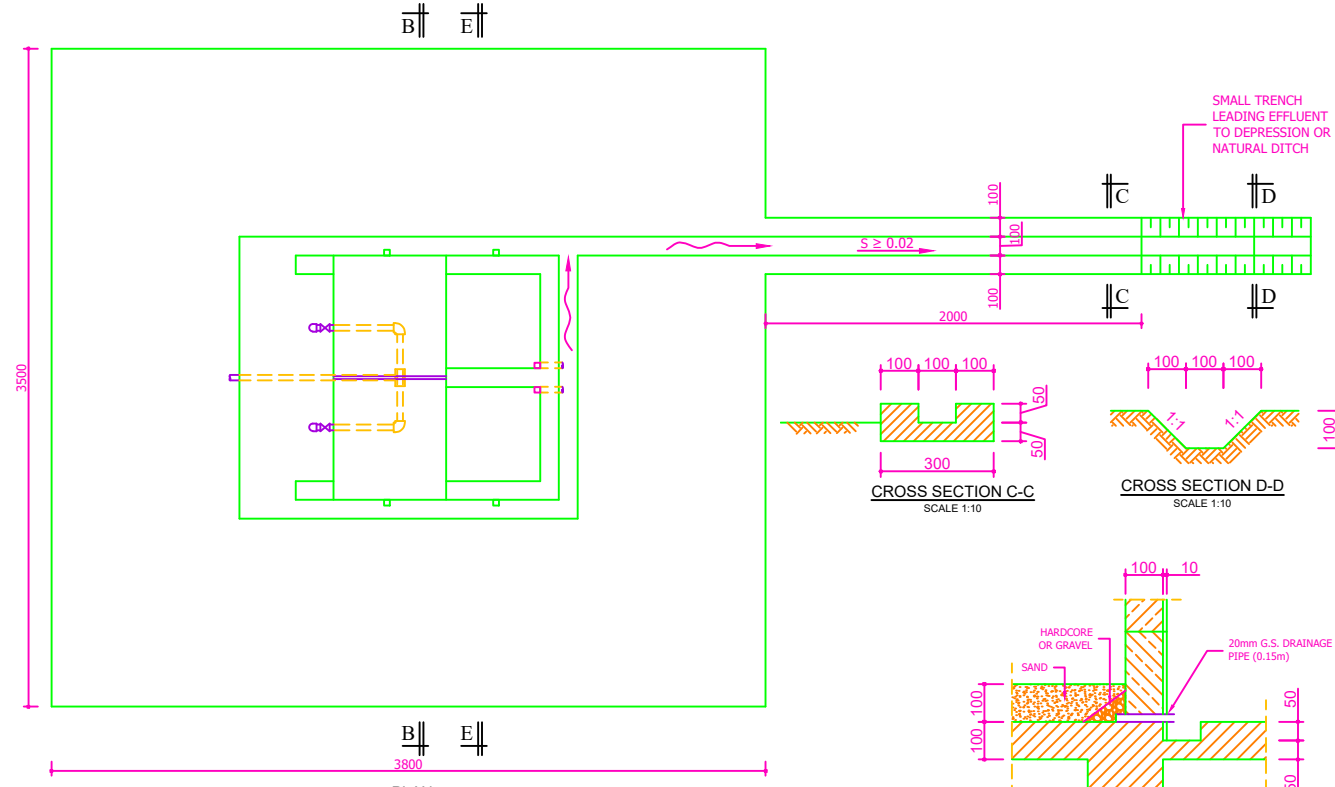 B
E
SMALL TRENCH
LEADING EFFLUENT
TO DEPRESSION OR
NATURAL DITCH
C
D
100
100
S ≥ 0.02
100
C
D
2000
3500
100 100 100
50
50
300
CROSS SECTION C-C
SCALE 1:10
100 100 100
1:1
1:1
100
CROSS SECTION D-D
SCALE 1:10
100
10
HARDCORE
OR GRAVEL
SAND
20mm G.S. DRAINAGE
PIPE (0.15m)
100
100
50
B
E
3800